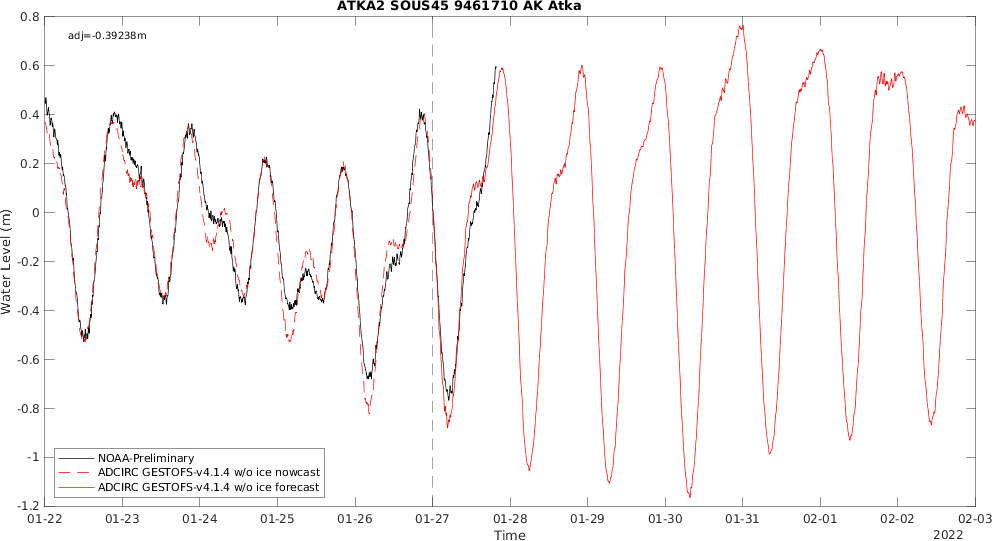 ATKA2 SOUS45 9461710 AK Atka
adj=-0.39238m
0.8
0.6
0.4
0.2
0
-0.2
-0.4
-0.6
-0.8
-1
-1.2
Water Level (m)
NOAA-Preliminary
ADCIRC GESTOFS-v4.1.4 w/o ice nowcast
ADCIRC GESTOFS-v4.1.4 w/o ice forecast
01-22 01-23 01-24 01-25 01-26 01-27 01-28 01-29 01-30 01-31 02-01 02-02 02-03
Time
2022